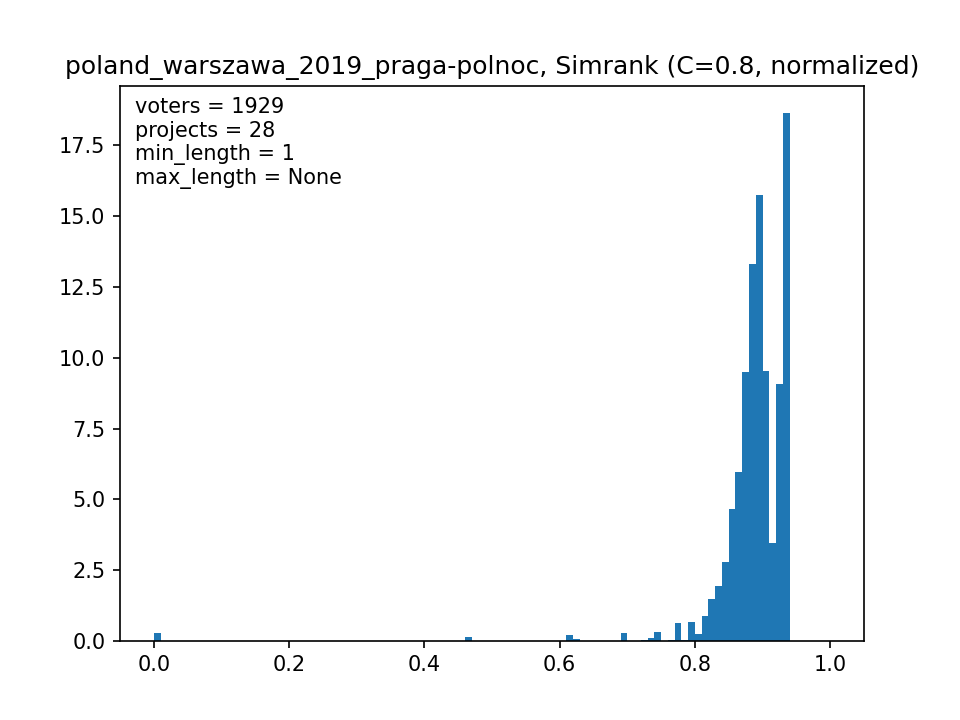 poland_warszawa_2019_praga-polnoc, Simrank (C=0.8, normalized)
voters = 1929
projects = 28
min_length = 1
max_length = None
17.5
15.0
12.5
10.0
7.5
5.0
2.5
0.0
0.0 0.2 0.4 0.6 0.8 1.0